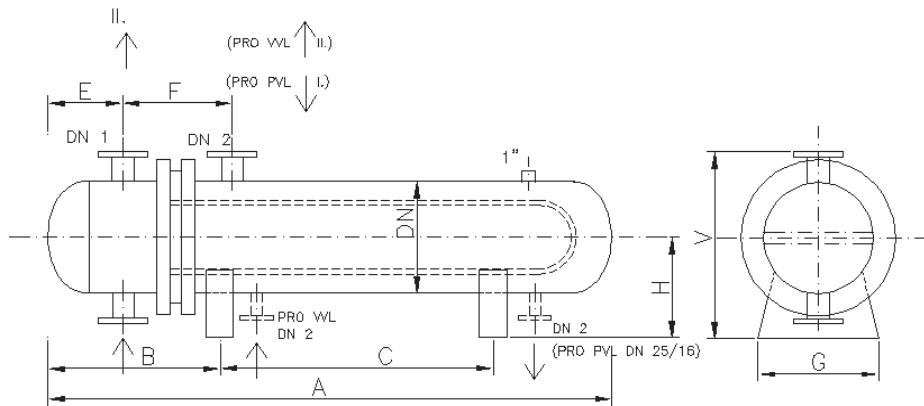 II.
(PRO VVL II.)
(PRO PVL I.)
E F
DN 1 DN 2
1"
DN
V
H
PRO VVL
DN 2
DN 2
(PRO PVL DN 25/16)
B C
G
A